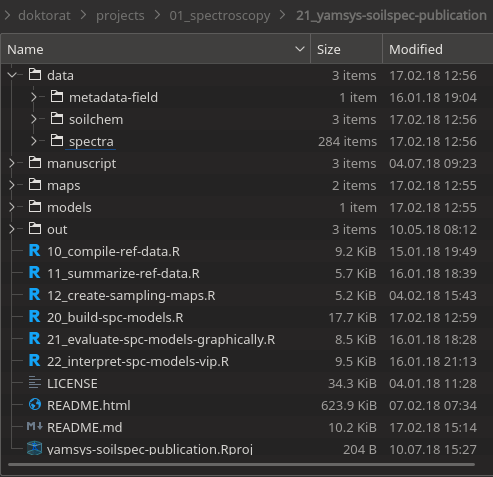 doktorat > projects > 01_spectroscopy > 21_yamsys-soilspec-publication
Name Size Modified
data 3 items 17.02.18 12:56
metadata-field 1 item 16.01.18 19:04
soilchem 3 items 17.02.18 12:56
spectra 284 items 17.02.18 12:56
manuscript 3 items 04.07.18 09:23
maps 2 items 17.02.18 12:55
models 1 item 17.02.18 12:55
out 3 items 10.05.18 08:12
R 10_compile-ref-data.R 9.2 KiB 15.01.18 19:49
R 11_summarize-ref-data.R 5.7 KiB 16.01.18 18:39
R 12_create-sampling-maps.R 5.2 KiB 04.02.18 15:43
R 20_build-spc-models.R 17.7 KiB 17.02.18 12:59
R 21_evaluate-spc-models-graphically.R 8.5 KiB 16.01.18 18:28
R 22_interpret-spc-models-vip.R 9.5 KiB 16.01.18 21:13
LICENSE 34.3 KiB 04.01.18 11:28
README.html 623.9 KiB 07.02.18 07:34
M README.md 10.2 KiB 17.02.18 15:14
yamsys-soilspec-publication.Rproj 204 B 10.07.18 15:27